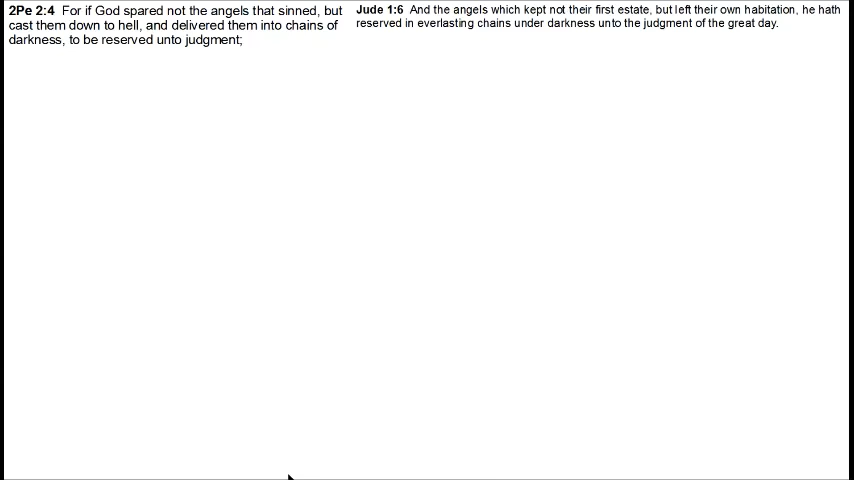 2Pe 2:4 For if God spared not the angels that sinned, but
cast them down to hell, and delivered them into chains of
darkness, to be reserved unto judgment;
Jude 1:6 And the angels which kept not their first estate, but left their own habitation, he hath
reserved in everlasting chains under darkness unto the judgment of the great day.